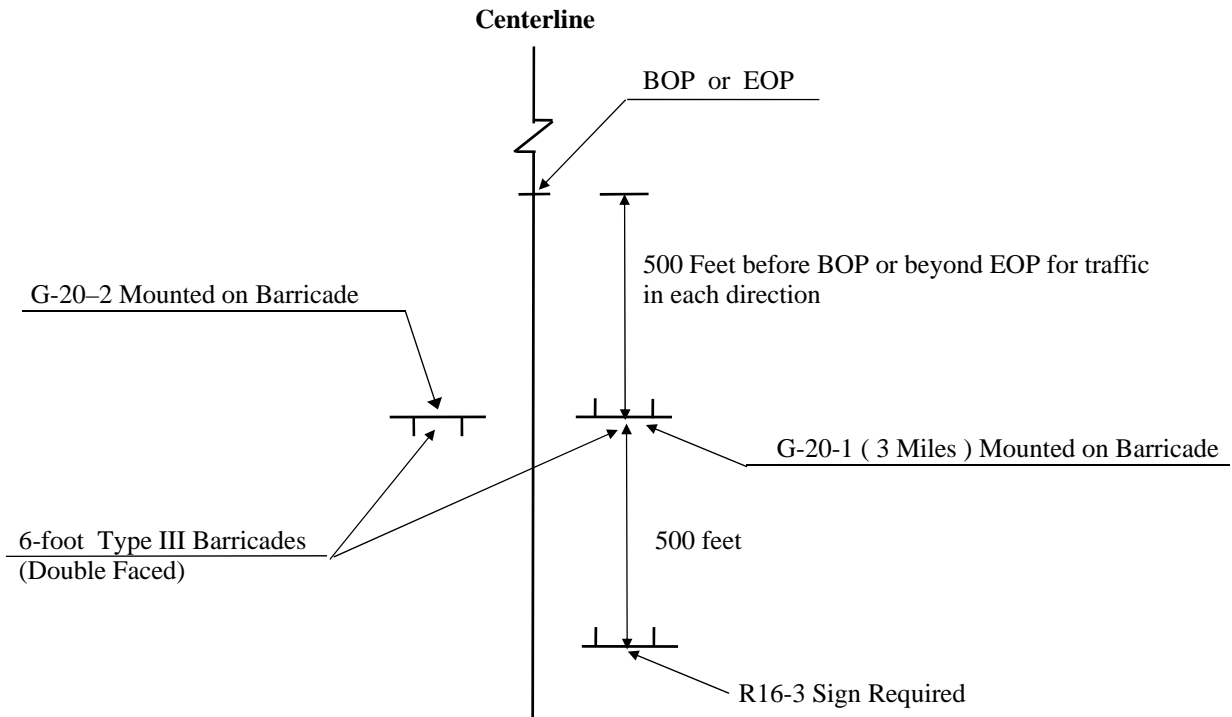 Centerline
BOP or EOP
500 Feet before BOP or beyond EOP for traffic
in each direction
G-20–2 Mounted on Barricade
G-20-1 ( 3 Miles ) Mounted on Barricade
6-foot Type III Barricades
(Double Faced)
500 feet
R16-3 Sign Required